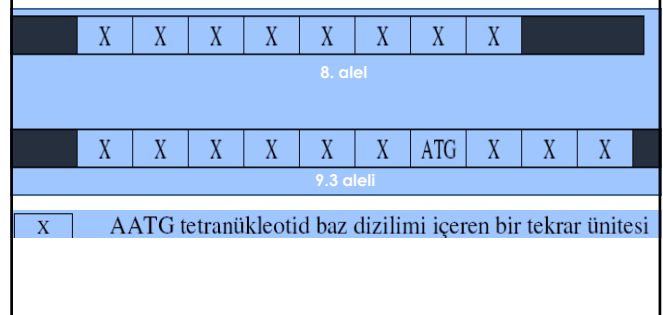 X X X X X X X X
8. alel
X X X X X X ATG X X X
9.3 aleli
X AATG tetranükleotid baz dizilimi içeren bir tekrar ünitesi